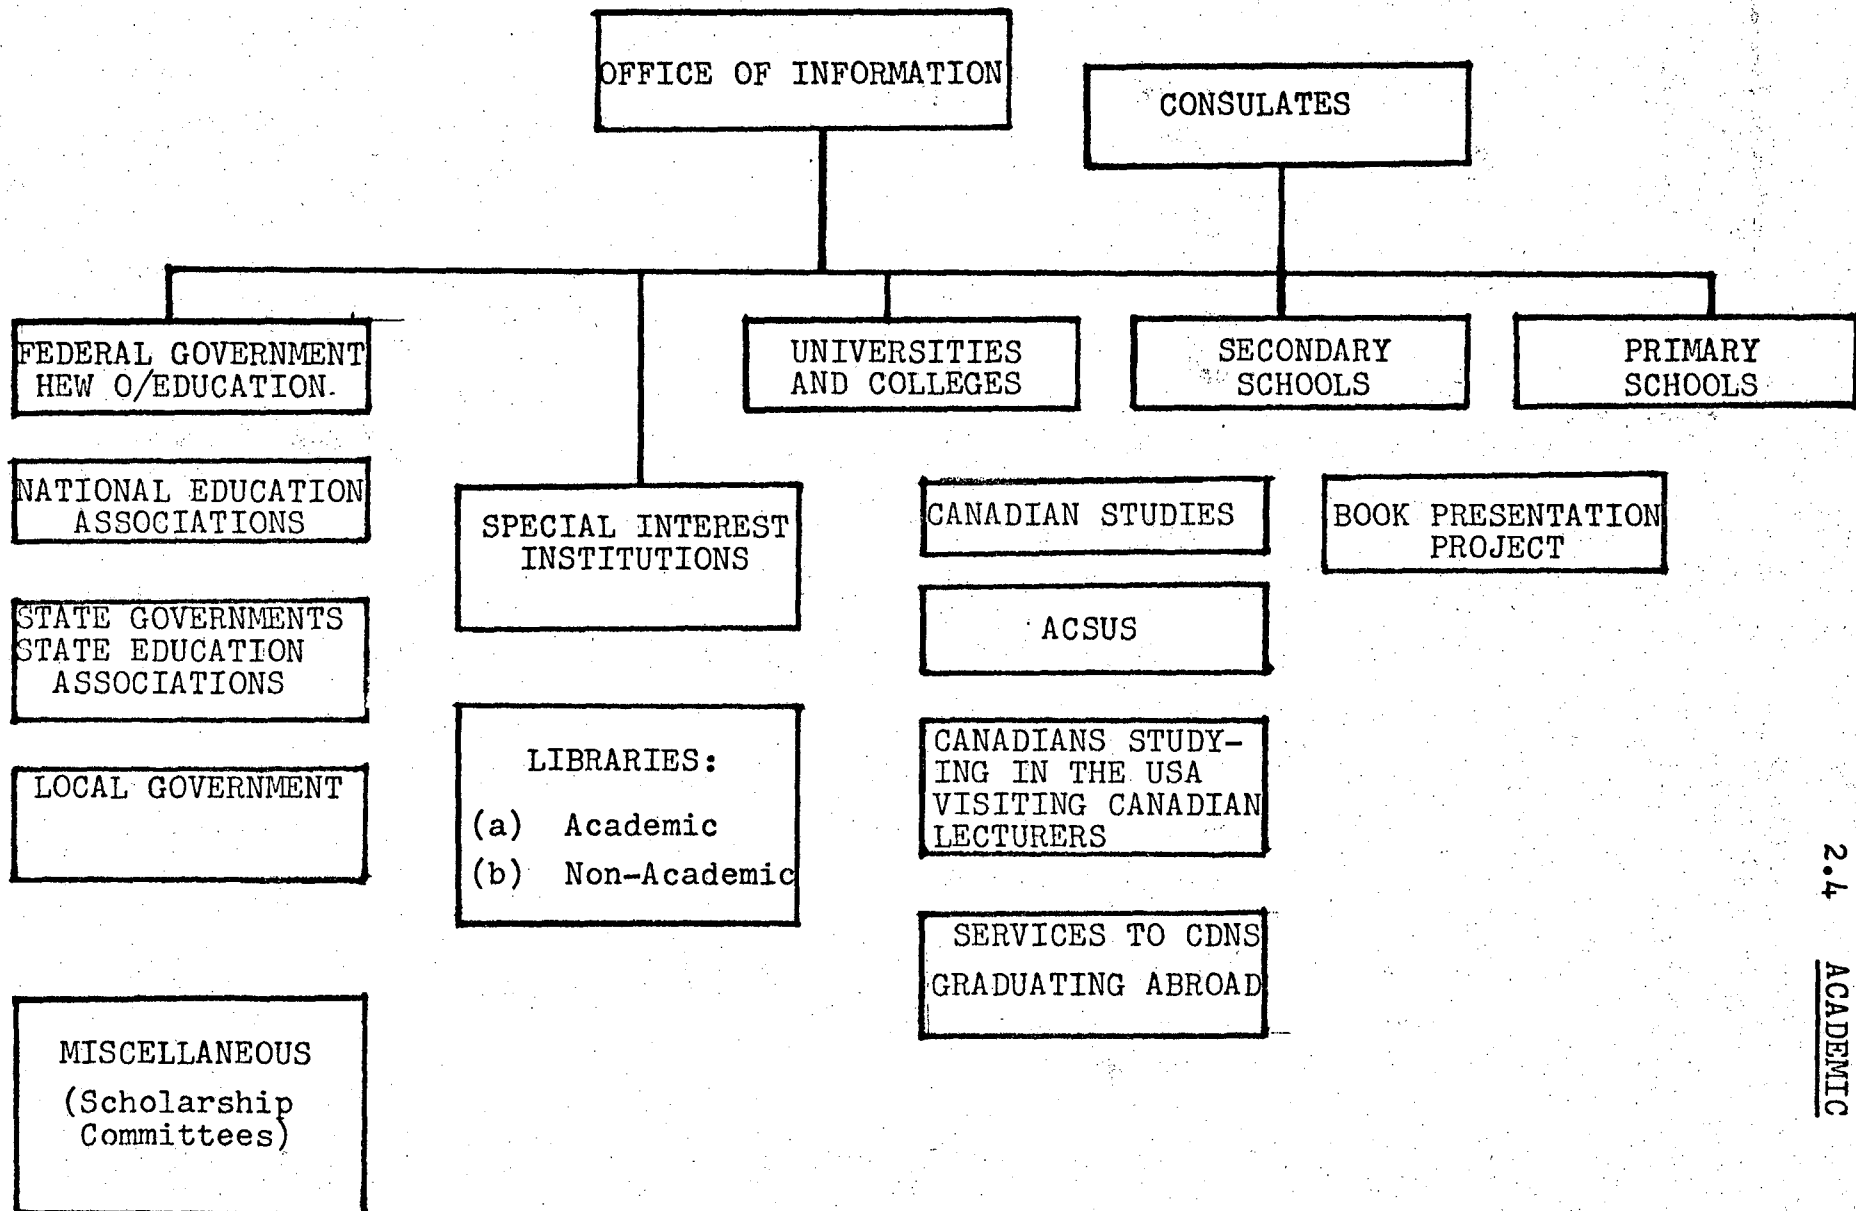 OFFICE OF INFORMATION
CONSULATES
FEDERAL GOVERNMENT
HEW O/EDUCATION.
UNIVERSITIES
AND COLLEGES
SECONDARY
SCHOOLS
PRIMARY
SCHOOLS
NATIONAL EDUCATION
ASSOCIATIONS
STATE GOVERNMENTS
STATE EDUCATION
ASSOCIATIONS
LOCAL GOVERNMENT
MISCELLANEOUS
(Scholarship
Committees)
SPECIAL INTEREST
INSTITUTIONS
LIBRARIES:
(a) Academic
(b) Non-Academic
CANADIAN STUDIES
ACSUS
CANADIANS STUDY-
ING IN THE USA
VISITING CANADIAN
LECTURERS
SERVICES TO CDNS
GRADUATING ABROAD
BOOK PRESENTATION
PROJECT
2.4 ACADEMIC